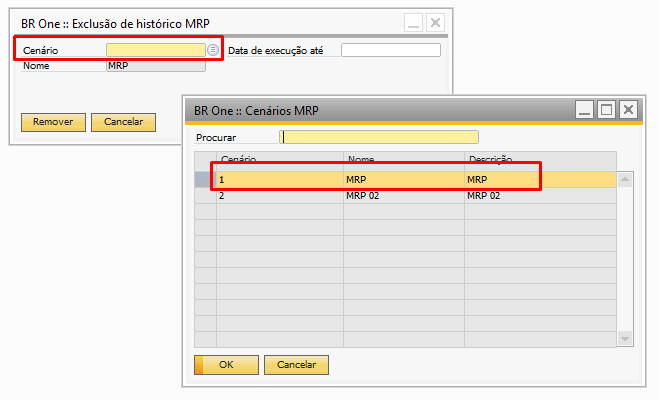 BR One :: Exclusão de histórico MRP
Cenário Data de execução até
Nome MRP
Remover Cancelar
BR One :: Cenários MRP
Procurar
Cenário Nome Descrição
1 MRP MRP
2 MRP 02 MRP 02
OK Cancelar